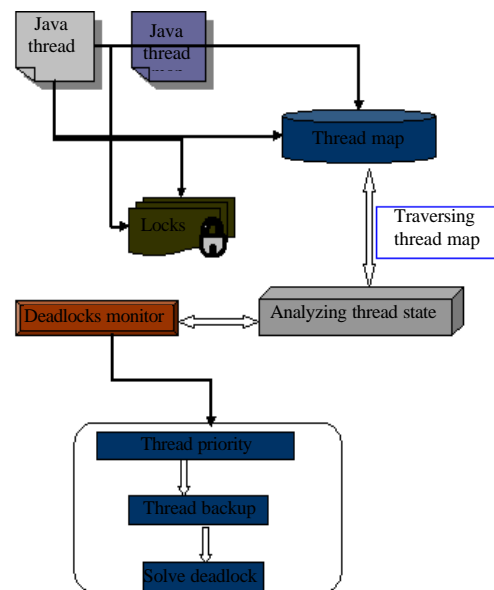 Java
thread
Java
thread
Thread map
Locks
Traversing
thread map
Deadlocks monitor
Analyzing thread state
Thread priority
Thread backup
Solve deadlock